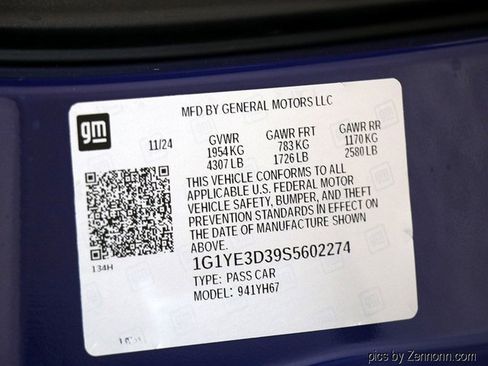 MFD BY GENERAL MOTORS LLC
gm
11/24
GVWR GAWR FRT GAWR RR
1954 KG 783 KG 1170 KG
4307 LB 1726 LB 2580 LB
THIS VEHICLE CONFORMS TO ALL
APPLICABLE U.S. FEDERAL MOTOR
VEHICLE SAFETY, BUMPER, AND THEFT
PREVENTION STANDARDS IN EFFECT ON
THE DATE OF MANUFACTURE SHOWN
ABOVE.
134H
1G1YE3D39S5602274
TYPE: PASS CAR
MODEL: 941YH67
pics by Zennonn.com